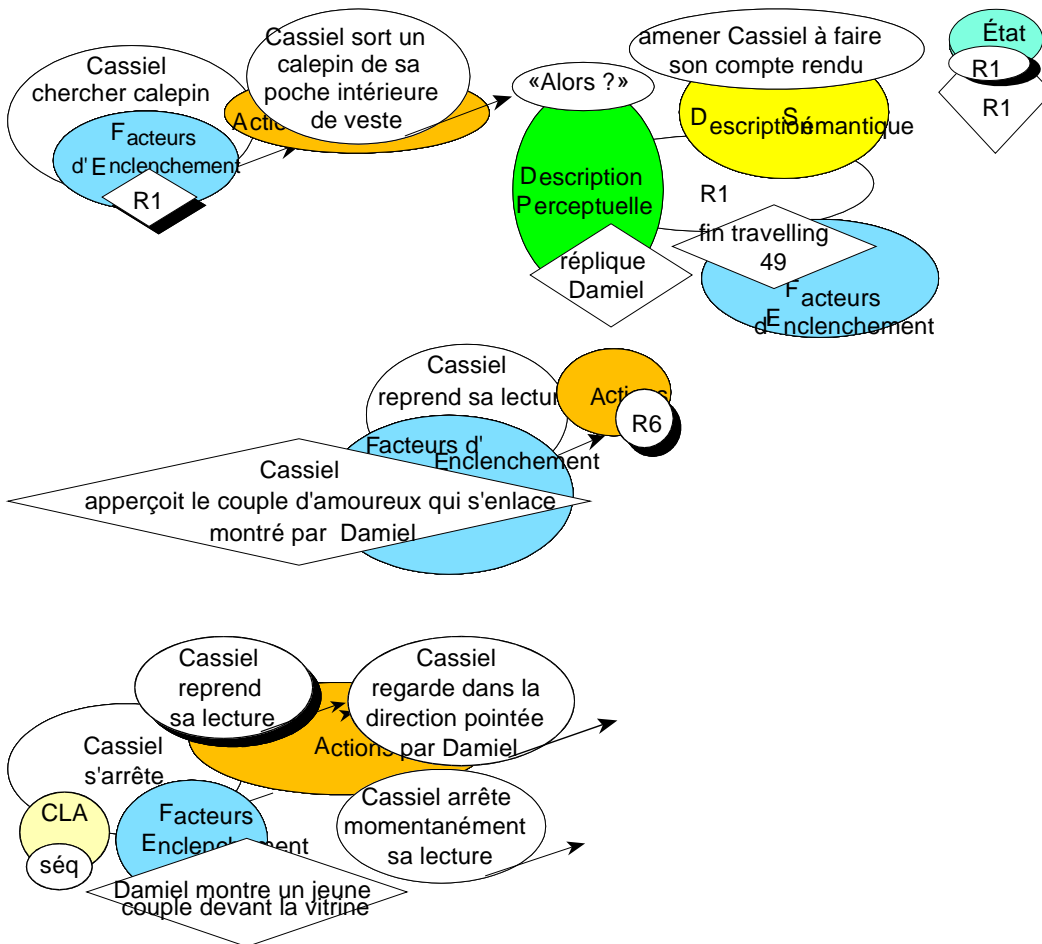 Cassiel
chercher calepin
Facteurs
d'Enclenchement
R1
Cassiel sort un
calepin de sa
poche intérieure
de veste
Actio
«Alors ?»
Description
Perceptuelle
réplique
Damiel
amener Cassiel à faire
son compte rendu
Description
Sémantique
R1
fin travelling
49
Facteurs
d'Enclenchement
État
R1
R1
Cassiel
reprend sa lectur
Actions
R6
Facteurs d'
Enclenchement
Cassiel
apperçoit le couple d'amoureux qui s'enlace
montré par Damiel
Cassiel
reprend
sa lecture
Cassiel
regarde dans la
direction pointée
par Damiel
Actions p
Cassiel
s'arrête
CLA
séq
Facteurs
Enclenchement
Cassiel arrête
momentanément
sa lecture
Damiel montre un jeune
couple devant la vitrine